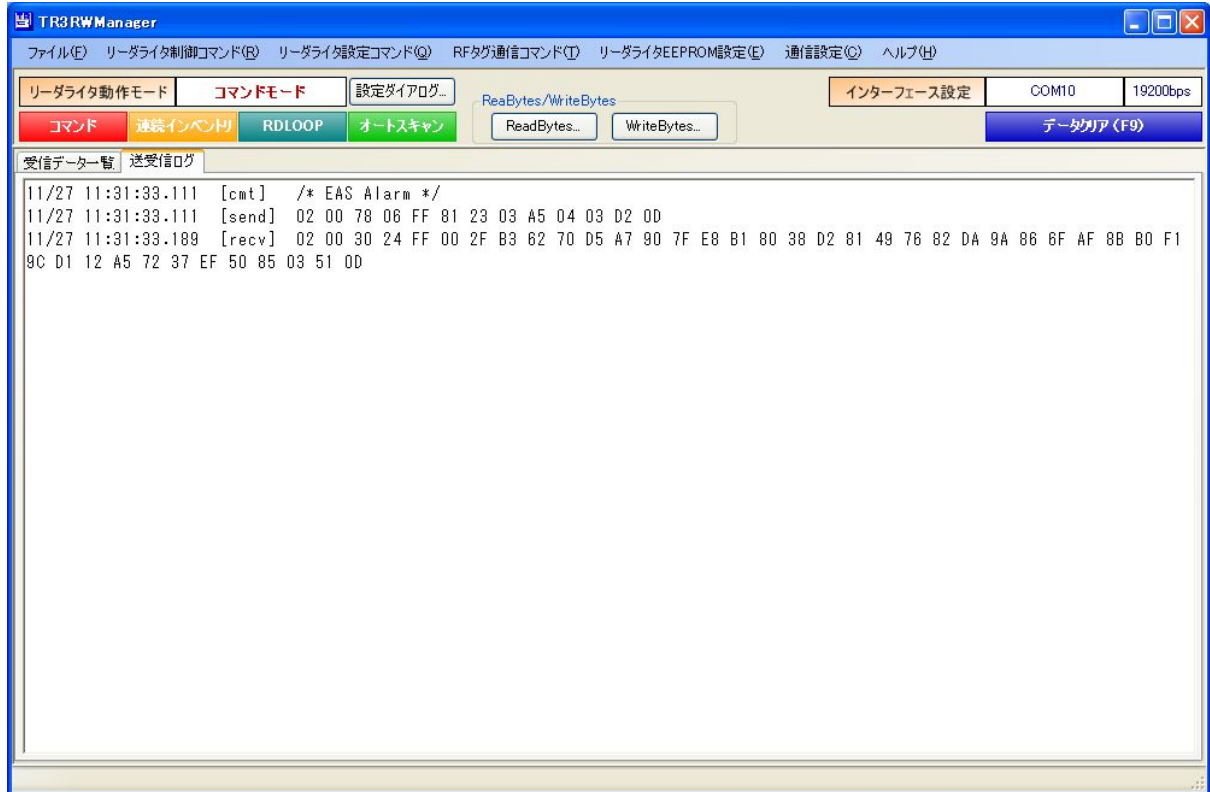 TR3RWManager
ファイル(F) リーダライタ制御コマンド(R) リーダライタ設定コマンド(Q) RFタグ通信コマンド(T) リーダライタEEPROM設定(E) 通信設定(C) ヘルプ(H)
リーダライタ動作モード コマンドモード 設定ダイアログ... ReaBytes/WriteBytes インターフェース設定 COM10 19200bps
コマンド 連続インベントリ RDLOOP オートスキャン ReadBytes... WriteBytes... データクリア(F9)
受信データ一覧 送受信ログ
11/27 11:31:33.111 [cmt] /* EAS Alarm */
11/27 11:31:33.111 [send] 02 00 78 06 FF 81 23 03 A5 04 03 D2 0D
11/27 11:31:33.189 [recv] 02 00 30 24 FF 00 2F B3 62 70 D5 A7 90 7F E8 B1 80 38 D2 81 49 76 82 DA 9A 86 6F AF 8B B0 F1
9C D1 12 A5 72 37 EF 50 85 03 51 0D